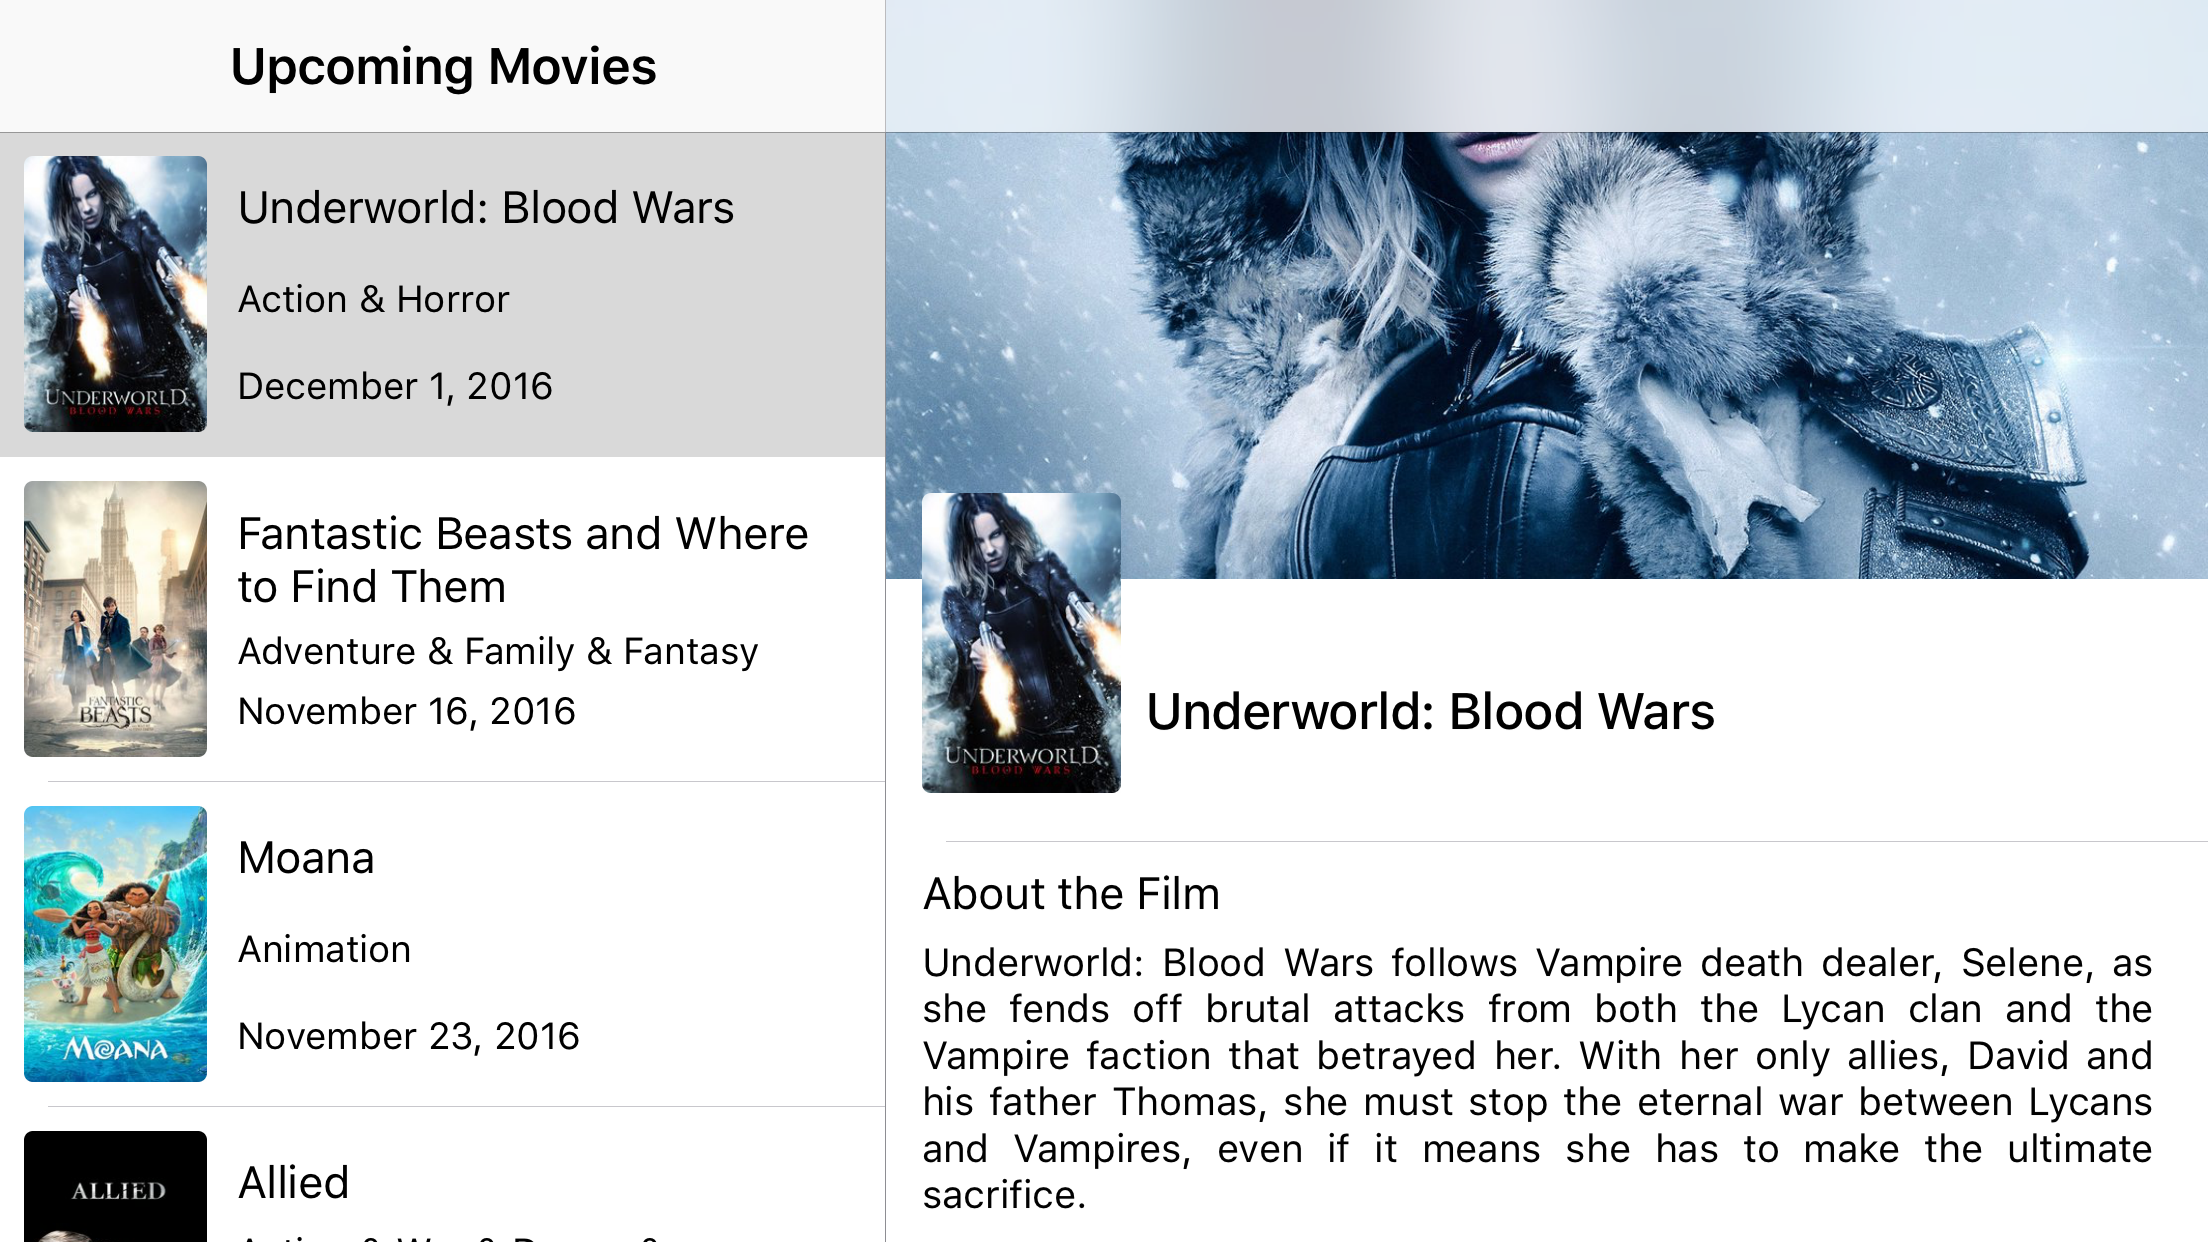 Upcoming Movies
UNDERWORLD
BLOOD WARS
Underworld: Blood Wars
Action & Horror
December 1, 2016
FANTASTIC
BEASTS
Fantastic Beasts and Where
to Find Them
Adventure & Family & Fantasy
November 16, 2016
MOANA
Moana
Animation
November 23, 2016
ALLIED
Allied
UNDERWORLD
BLOOD WARS
Underworld: Blood Wars
About the Film
Underworld: Blood Wars follows Vampire death dealer, Selene, as
she fends off brutal attacks from both the Lycan clan and the
Vampire faction that betrayed her. With her only allies, David and
his father Thomas, she must stop the eternal war between Lycans
and Vampires, even if it means she has to make the ultimate
sacrifice.